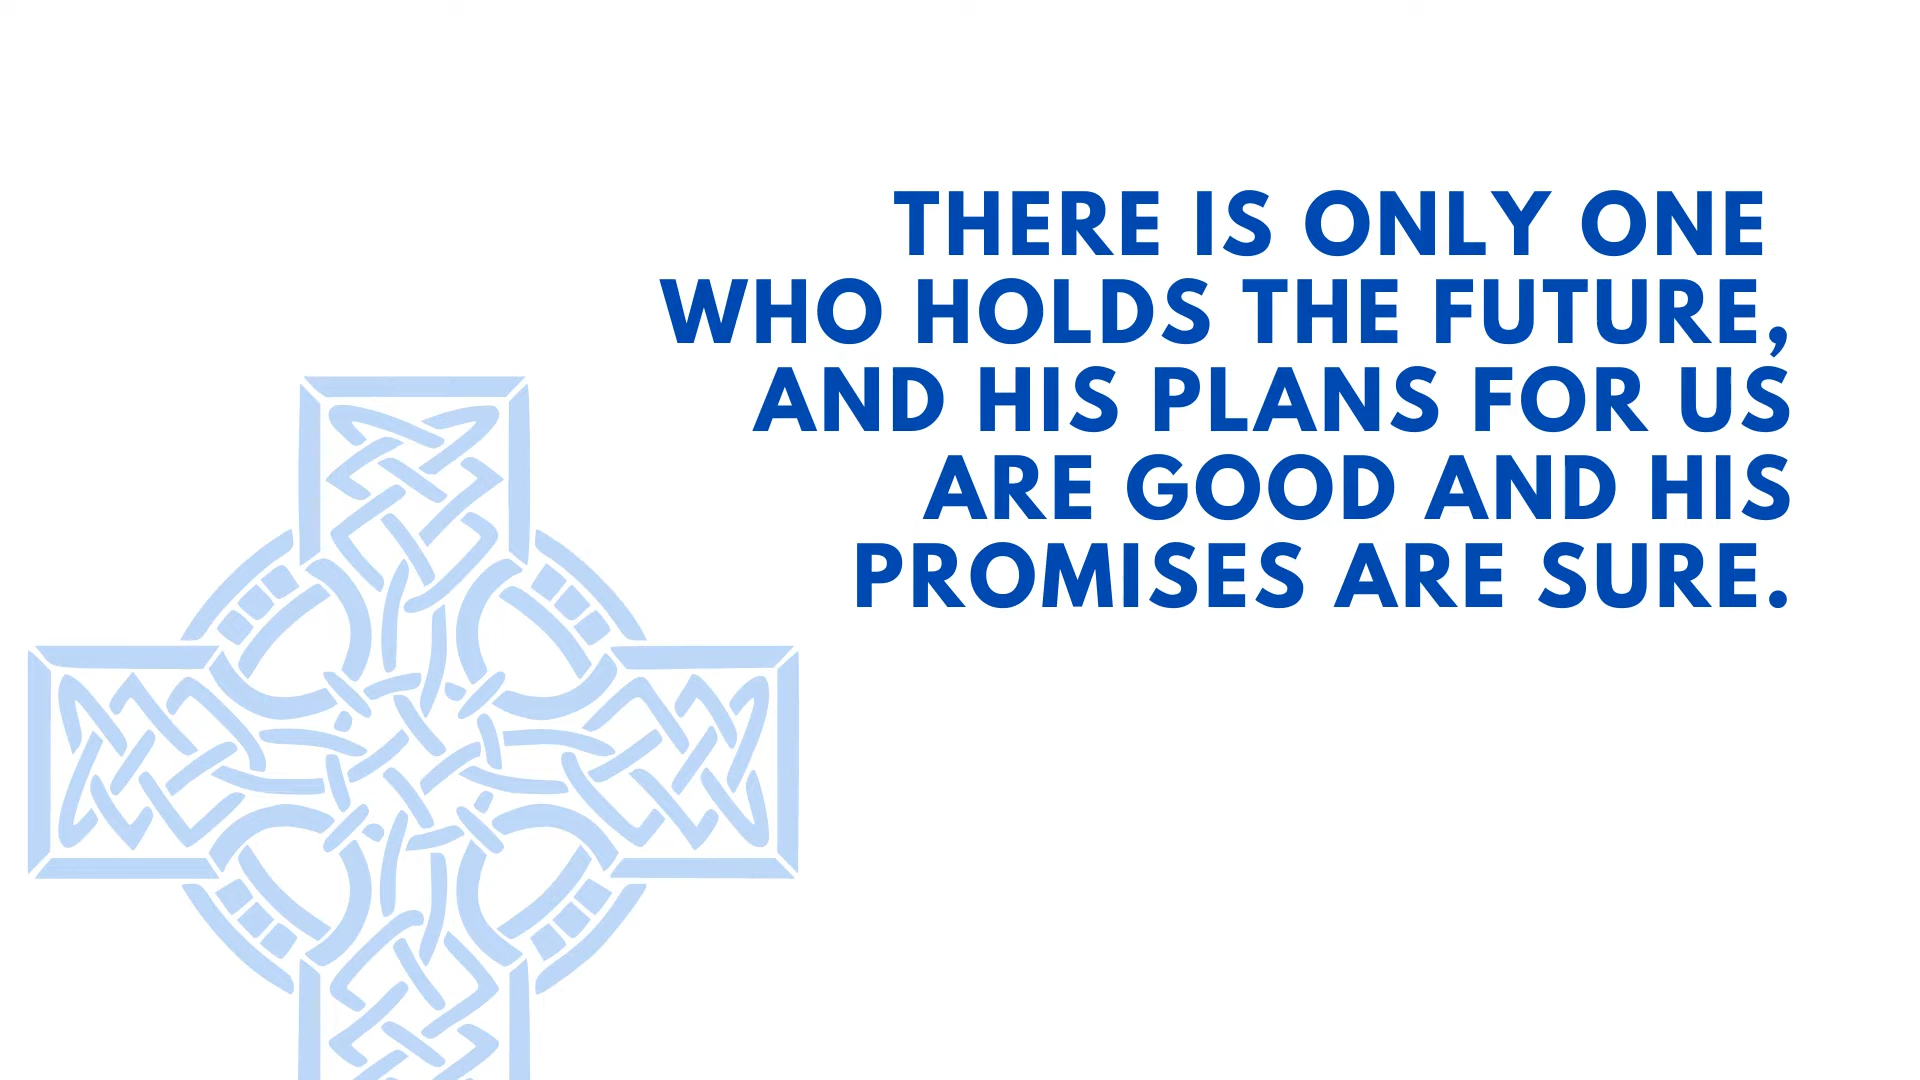 THERE IS ONLY ONE
WHO HOLDS THE FUTURE,
AND HIS PLANS FOR US
ARE GOOD AND HIS
PROMISES ARE SURE.